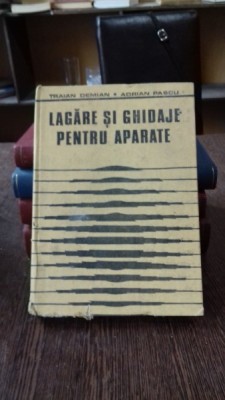 TRAIAN DEMIAN • ADRIAN PASCU
LAGĂRE ȘI GHIDAJE
PENTRU APARATE